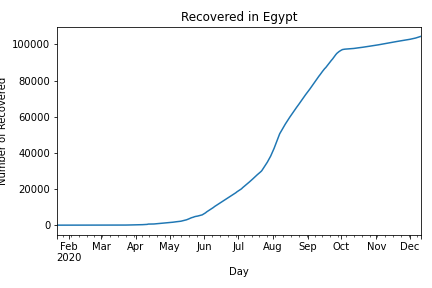 Recovered in Egypt
Number of Recovered
100000
80000
60000
40000
20000
0
Feb Mar Apr May Jun Jul Aug Sep Oct Nov Dec
2020
Day